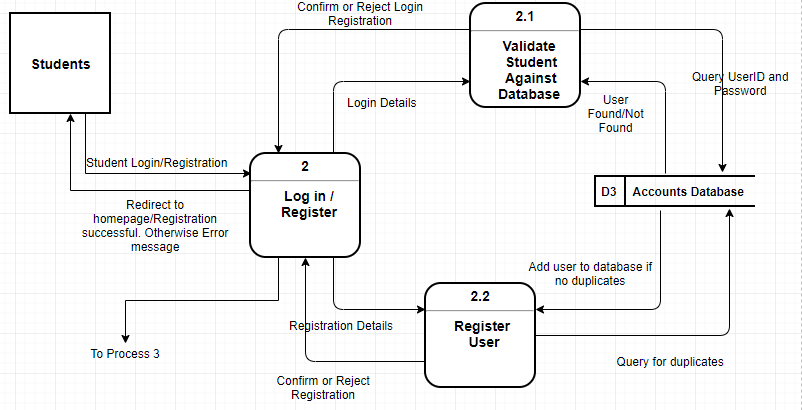 Confirm or Reject Login
Registration
2.1
Validate
Student
Against
Database
Students
Query UserID and
Password
Login Details
User
Found/Not
Found
Student Login/Registration
2
Log in /
Register
D3
Accounts Database
Redirect to
homepage/Registration
successful. Otherwise Error
message
Add user to database if
no duplicates
2.2
Register
User
Registration Details
To Process 3
Query for duplicates
Confirm or Reject
Registration